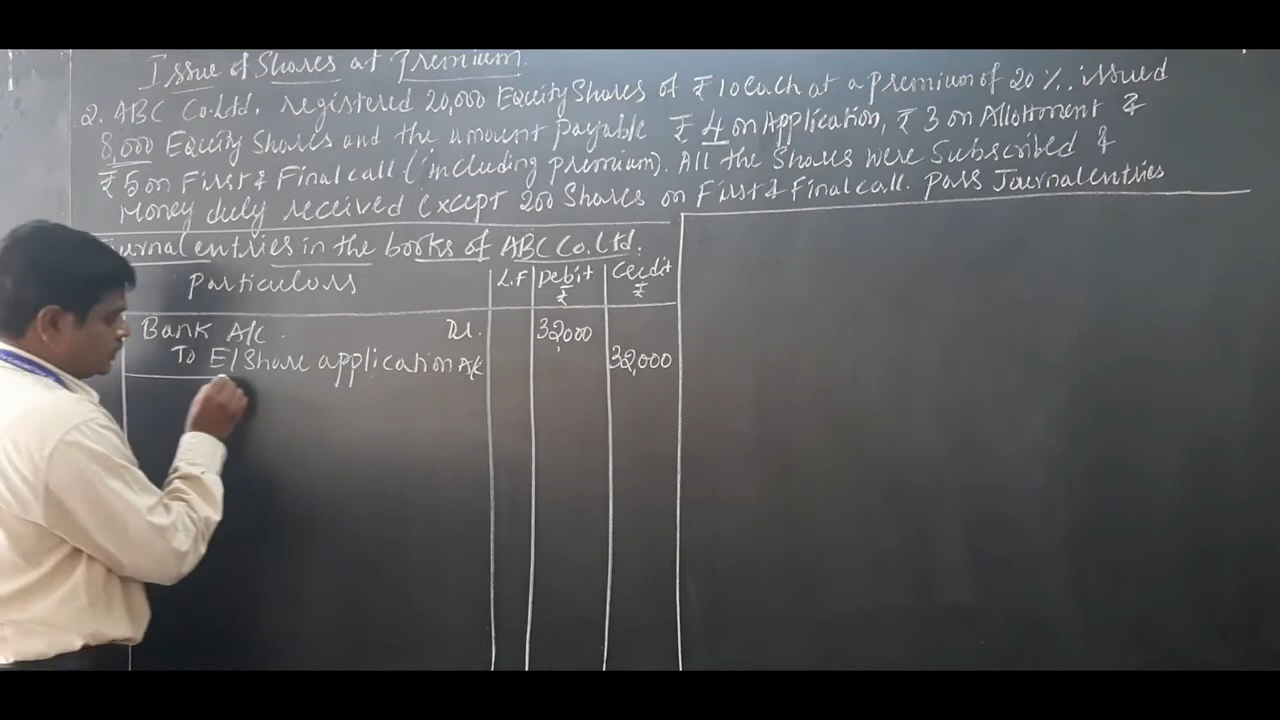 Issue of Shares at Premium.
2. ABC Co. Ltd. registered 20,000 Equity Shares of ₹10 each at a premium of 20%. issued
8,000 Equity Shares and the amount payable ₹ 4 on Application, ₹ 3 on Allotment &
₹ 5 on First & Final call (including premium). All the Shares were Subscribed &
Money duly received except 200 Shares on First & Final call. Pass Journal entries
Journal entries in the books of ABC Co. Ltd.
Particulars L.F Debit ₹ Credit ₹
Bank A/c. Dr. 32,000
To E/Share application A/c 32,000